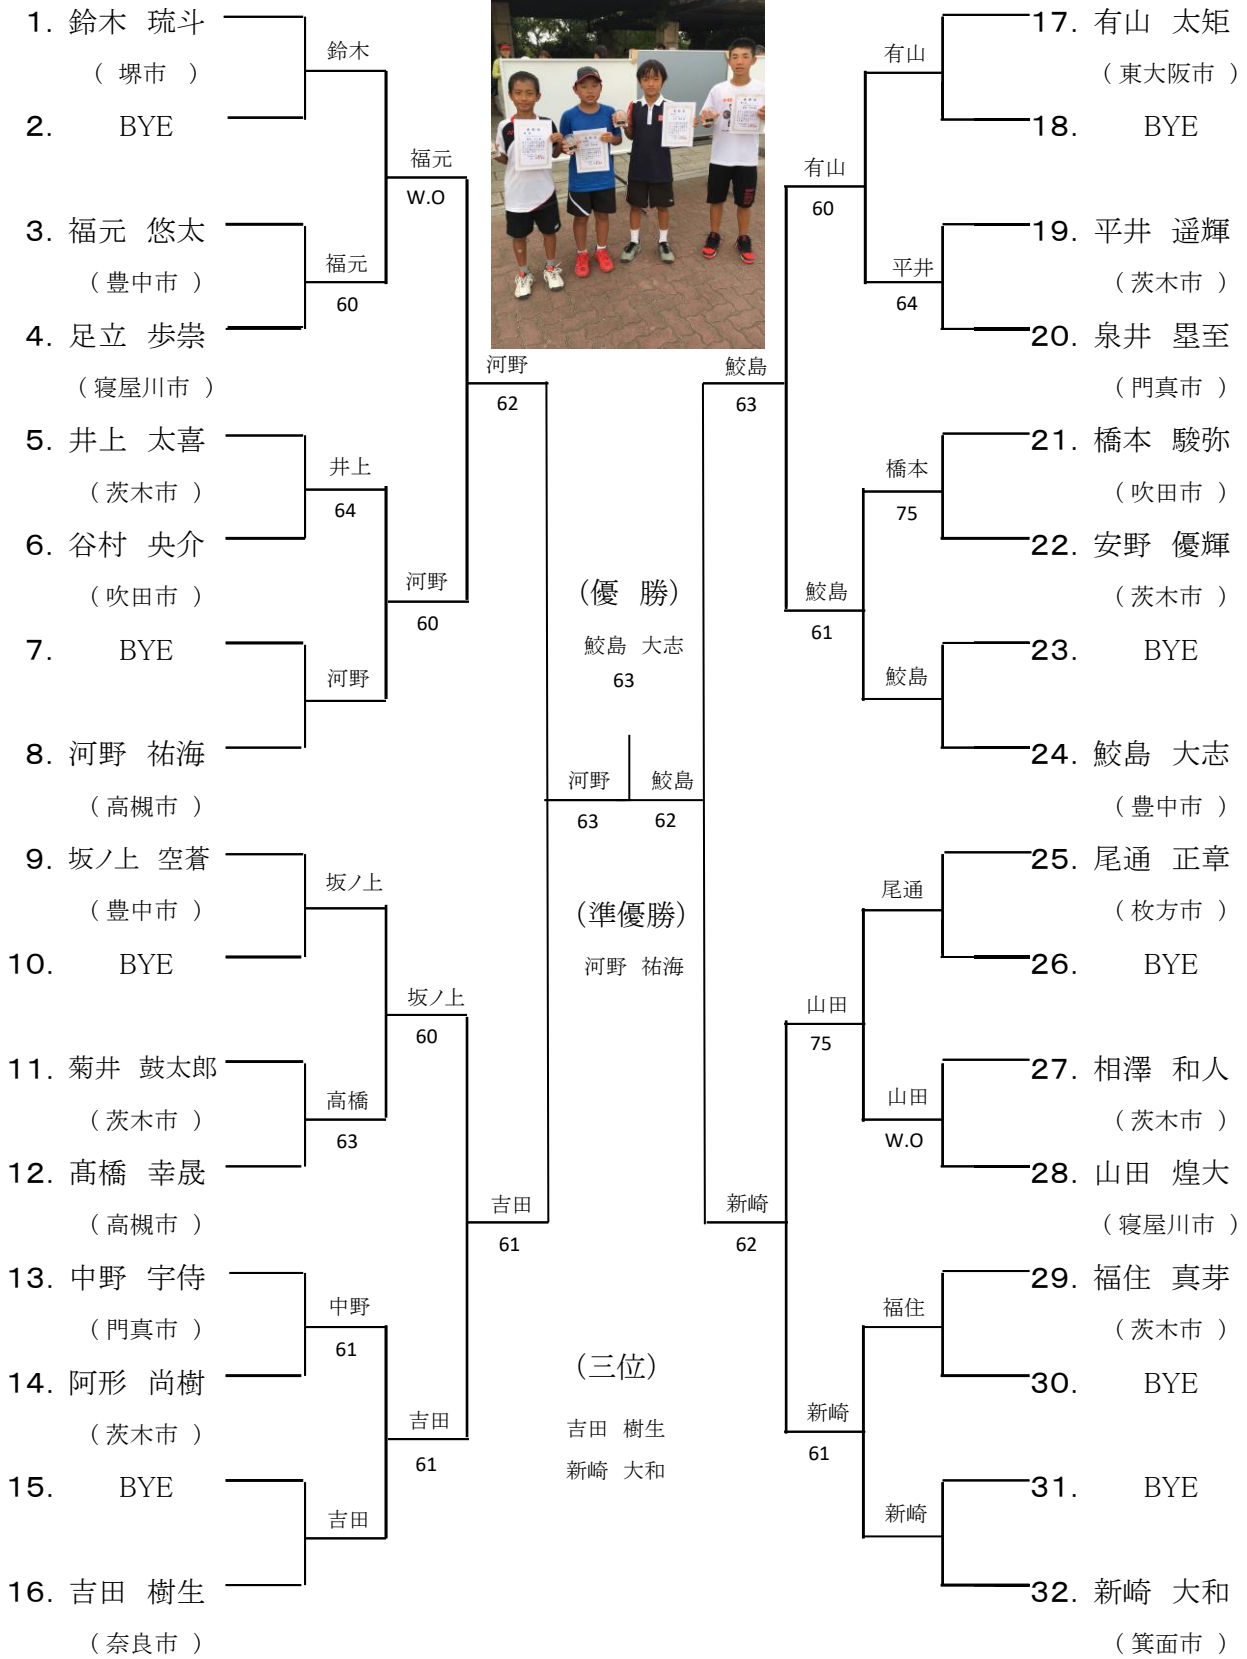 1. 鈴木 琉斗
( 堺市 )
2. BYE
3. 福元 悠太
( 豊中市 )
4. 足立 歩崇
( 寝屋川市 )
5. 井上 太喜
( 茨木市 )
6. 谷村 央介
( 吹田市 )
7. BYE
8. 河野 祐海
( 高槻市 )
9. 坂ノ上 空蒼
( 豊中市 )
10. BYE
11. 菊井 鼓太郎
( 茨木市 )
12. 髙橋 幸晟
( 高槻市 )
13. 中野 宇侍
( 門真市 )
14. 阿形 尚樹
( 茨木市 )
15. BYE
16. 吉田 樹生
( 奈良市 )
鈴木
福元
60
井上
64
河野
坂ノ上
高橋
63
中野
61
吉田
福元
W.O
河野
60
坂ノ上
60
吉田
61
河野
62
吉田
61
(優 勝)
鮫島 大志
63
河野
63
鮫島
62
(準優勝)
河野 祐海
(三位)
吉田 樹生
新崎 大和
鮫島
63
新崎
62
有山
60
鮫島
61
山田
75
新崎
61
有山
平井
64
橋本
75
鮫島
尾通
山田
W.O
福住
新崎
17. 有山 太矩
( 東大阪市 )
18. BYE
19. 平井 遥輝
( 茨木市 )
20. 泉井 塁至
( 門真市 )
21. 橋本 駿弥
( 吹田市 )
22. 安野 優輝
( 茨木市 )
23. BYE
24. 鮫島 大志
( 豊中市 )
25. 尾通 正章
( 枚方市 )
26. BYE
27. 相澤 和人
( 茨木市 )
28. 山田 煌大
( 寝屋川市 )
29. 福住 真芽
( 茨木市 )
30. BYE
31. BYE
32. 新崎 大和
( 箕面市 )